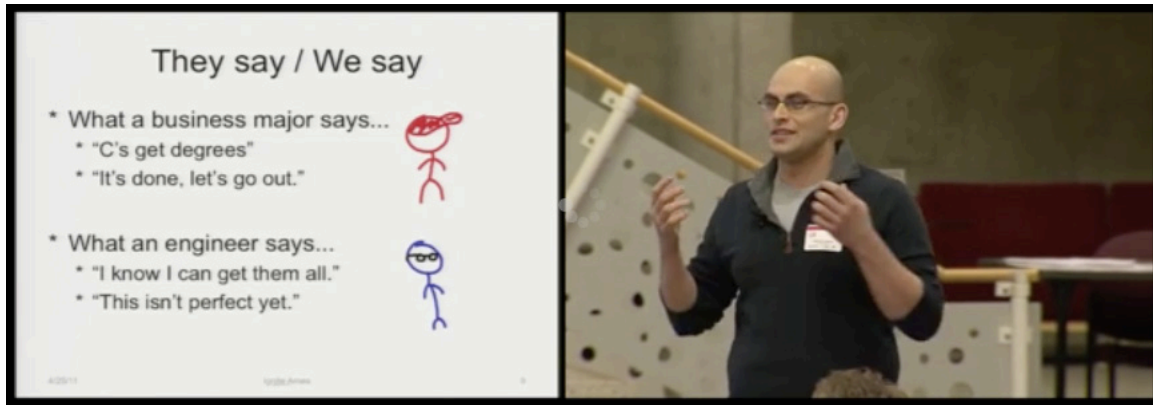 They say / We say
* What a business major says...
* "C's get degrees"
* "It's done, let's go out."
* What an engineer says...
* "I know I can get them all."
* "This isn't perfect yet."